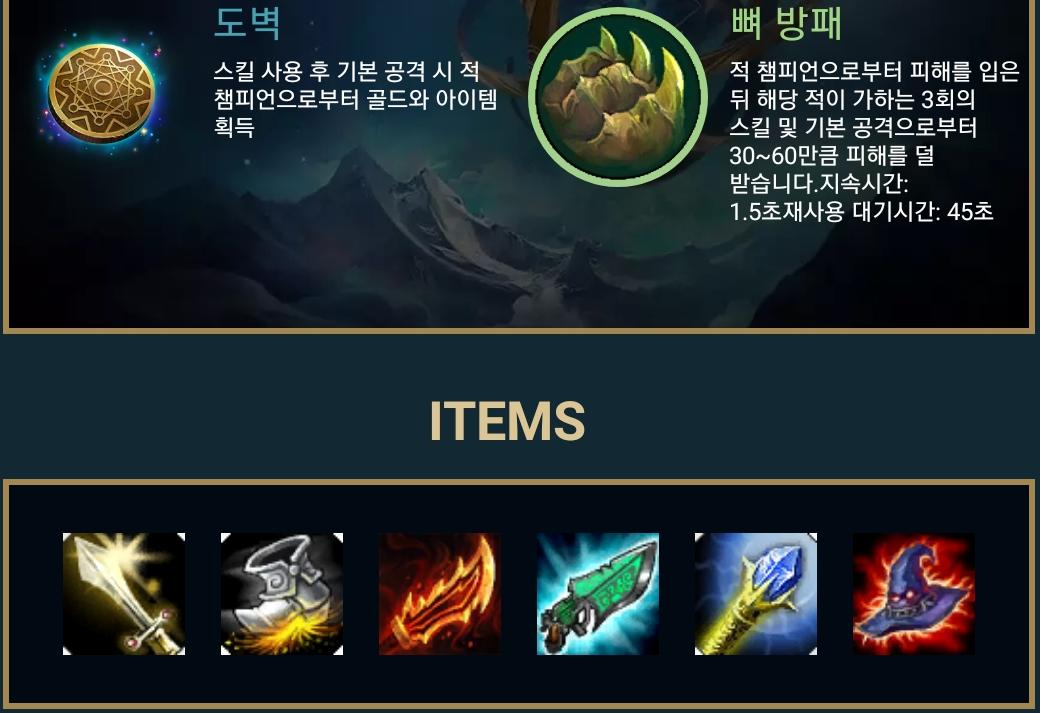 도벽
스킬 사용 후 기본 공격 시 적
챔피언으로부터 골드와 아이템
획득
뼈 방패
적 챔피언으로부터 피해를 입은
뒤 해당 적이 가하는 3회의
스킬 및 기본 공격으로부터
30~60만큼 피해를 덜
받습니다.지속시간:
1.5초재사용 대기시간: 45초
ITEMS